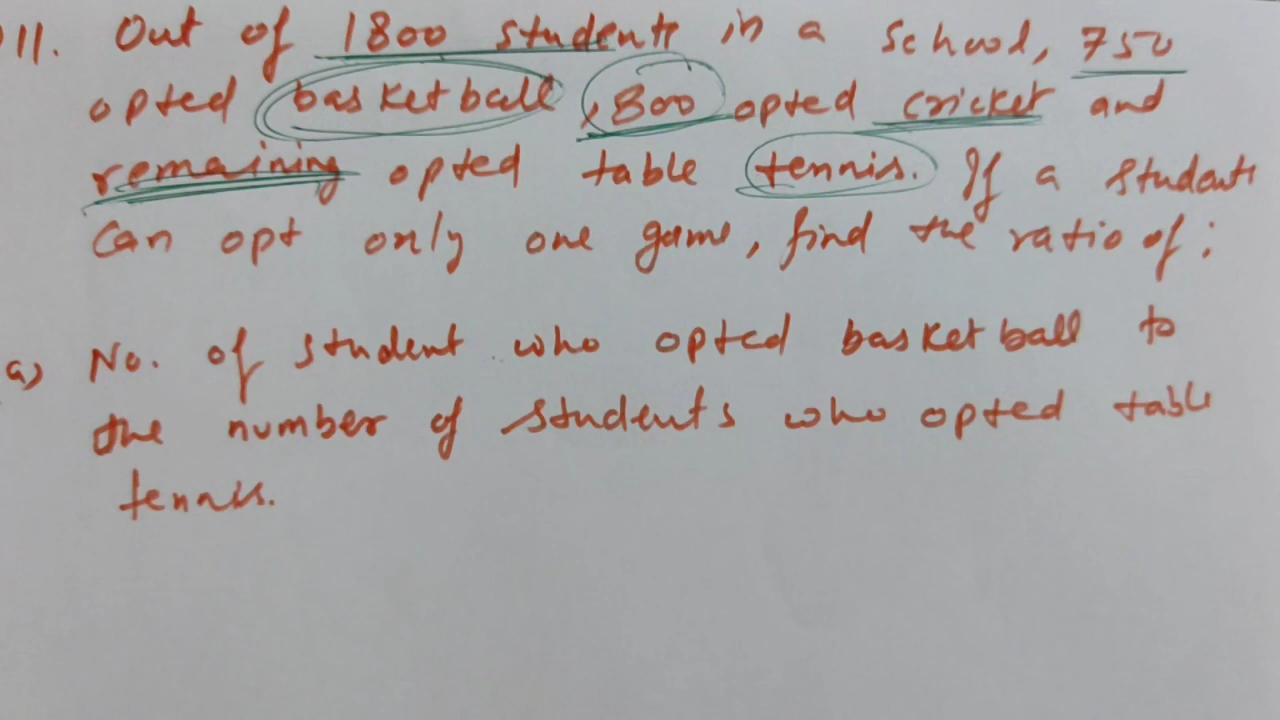 11. Out of 1800 students in a school, 750
opted basketball, 800 opted cricket and
remaining opted table tennis. If a student
can opt only one game, find the ratio of :
a) No. of student who opted basketball to
the number of students who opted table
tennis.